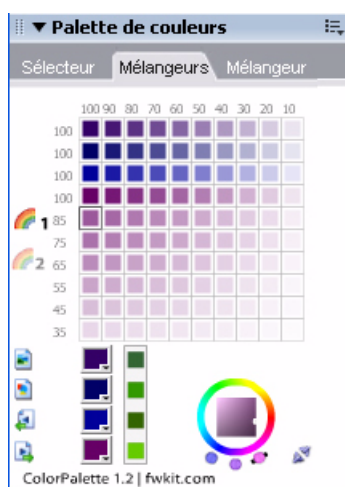 Palette de couleurs
Sélecteur Mélangeurs Mélangeur
100 90 80 70 60 50 40 30 20 10
100
100
100
100
1 85
75
2 65
55
45
35
ColorPalette 1.2 | fwkit.com